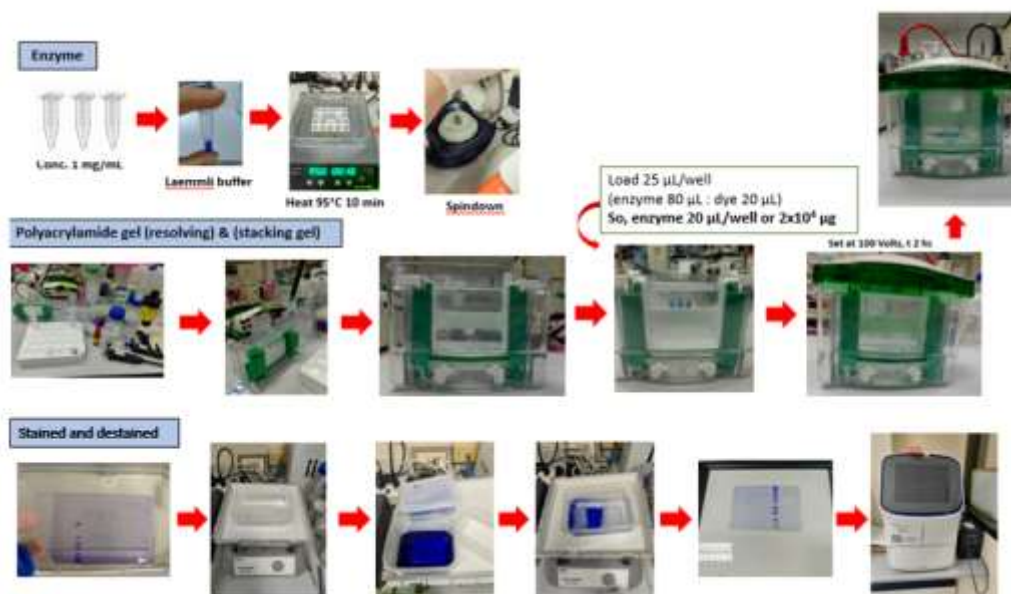 Enzyme
Conc. 1 mg/mL
Laemmli buffer
Heat 95°C 10 min
Spindown
Load 25 µL/well
(enzyme 80 µL : dye 20 µL)
So, enzyme 20 µL/well or 2x10⁴ µg
Polyacrylamide gel (resolving) & (stacking gel)
Set at 100 Volts, t 2 hs
Stained and destained